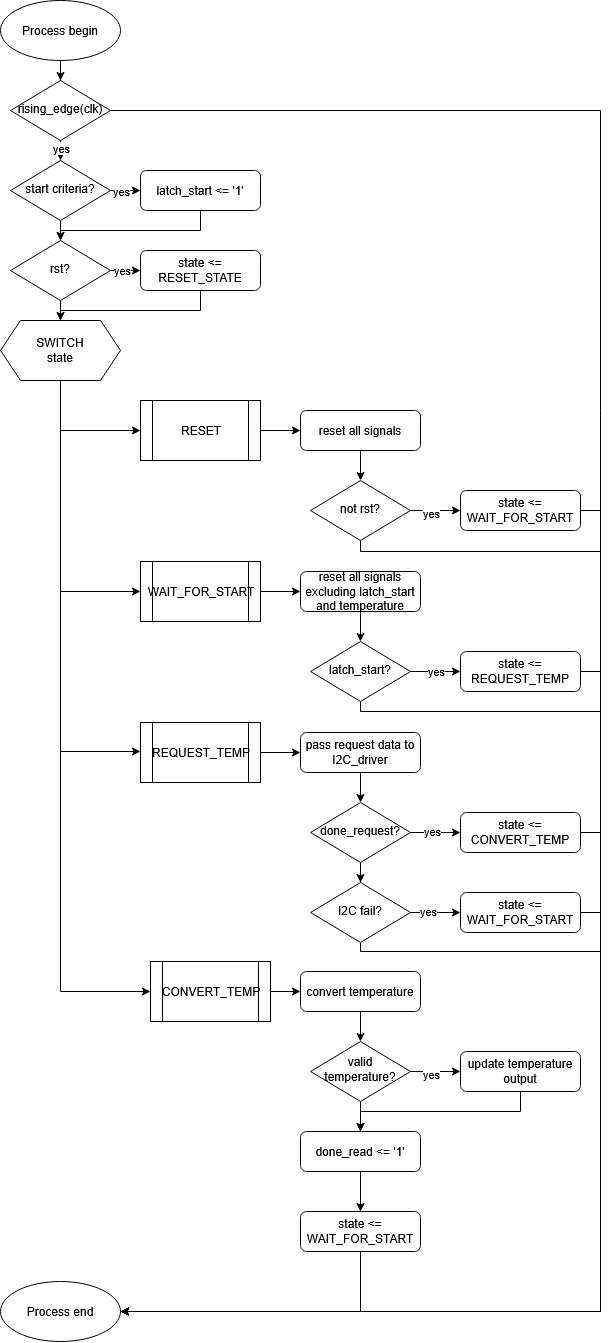 Process begin
rising_edge(clk)
yes
start criteria?
yes
latch_start <= '1'
rst?
yes
state <=
RESET_STATE
SWITCH
state
RESET
reset all signals
not rst?
yes
state <=
WAIT_FOR_START
WAIT_FOR_START
reset all signals
excluding latch_start
and temperature
latch_start?
yes
state <=
REQUEST_TEMP
REQUEST_TEMP
pass request data to
I2C_driver
done_request?
yes
state <=
CONVERT_TEMP
I2C fail?
yes
state <=
WAIT_FOR_START
CONVERT_TEMP
convert temperature
valid
temperature?
yes
update temperature
output
done_read <= '1'
state <=
WAIT_FOR_START
Process end